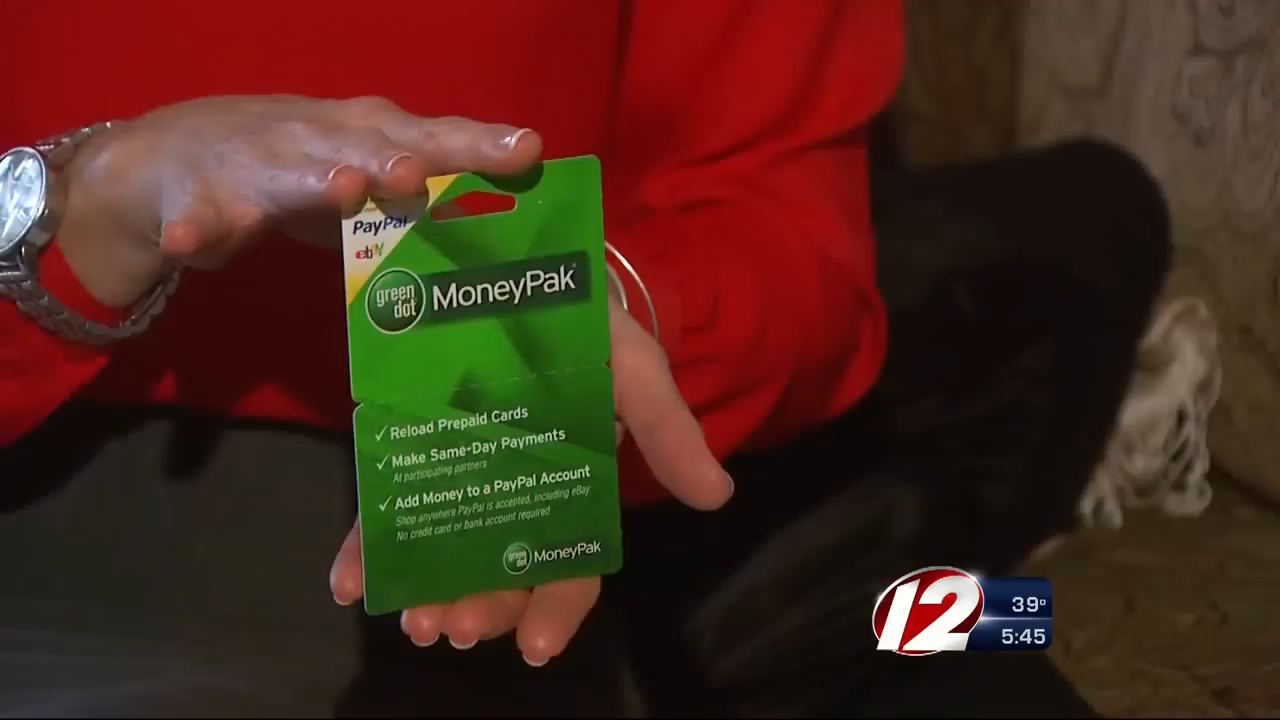 PayPal
ebY
green dot MoneyPak
✓ Reload Prepaid Cards
✓ Make Same-Day Payments
At participating partners
✓ Add Money to a PayPal Account
Shop anywhere PayPal is accepted, including eBay
No credit card or bank account required
green dot MoneyPak
12
39°
5:45